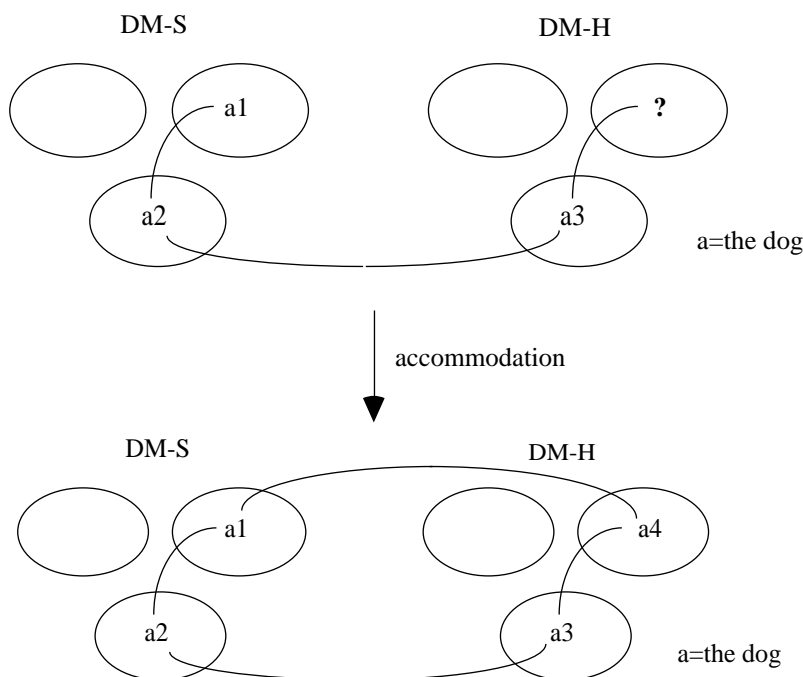 DM-S DM-H
a1 ?
a2 a3
a=the dog
accommodation
DM-S DM-H
a1 a4
a2 a3
a=the dog